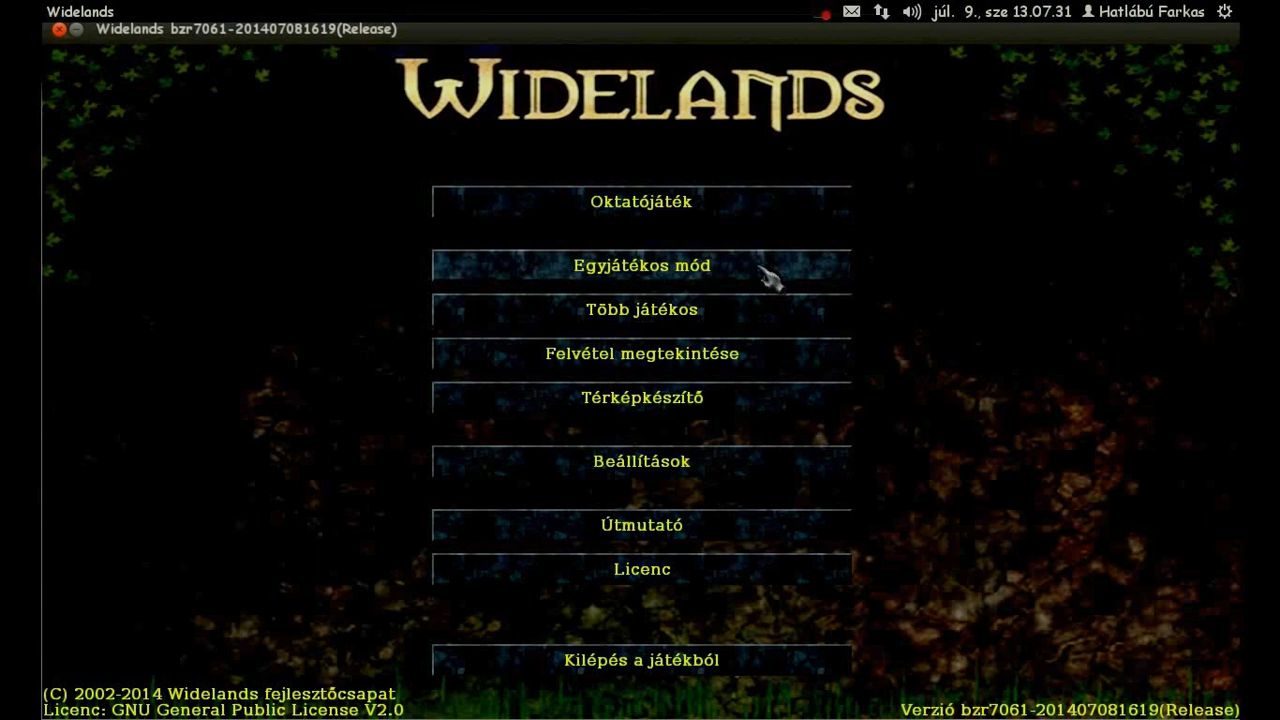 Widelands
júl. 9., sze 13.07.31 Hatlábú Farkas
Widelands bzr7061-201407081619(Release)
WIDELANDS
Oktatójáték
Egyjátékos mód
Több játékos
Felvétel megtekintése
Térképkészítő
Beállítások
Útmutató
Licenc
Kilépés a játékból
(C) 2002-2014 Widelands fejlesztőcsapat
Licenc: GNU General Public License V2.0
Verzió bzr7061-201407081619(Release)